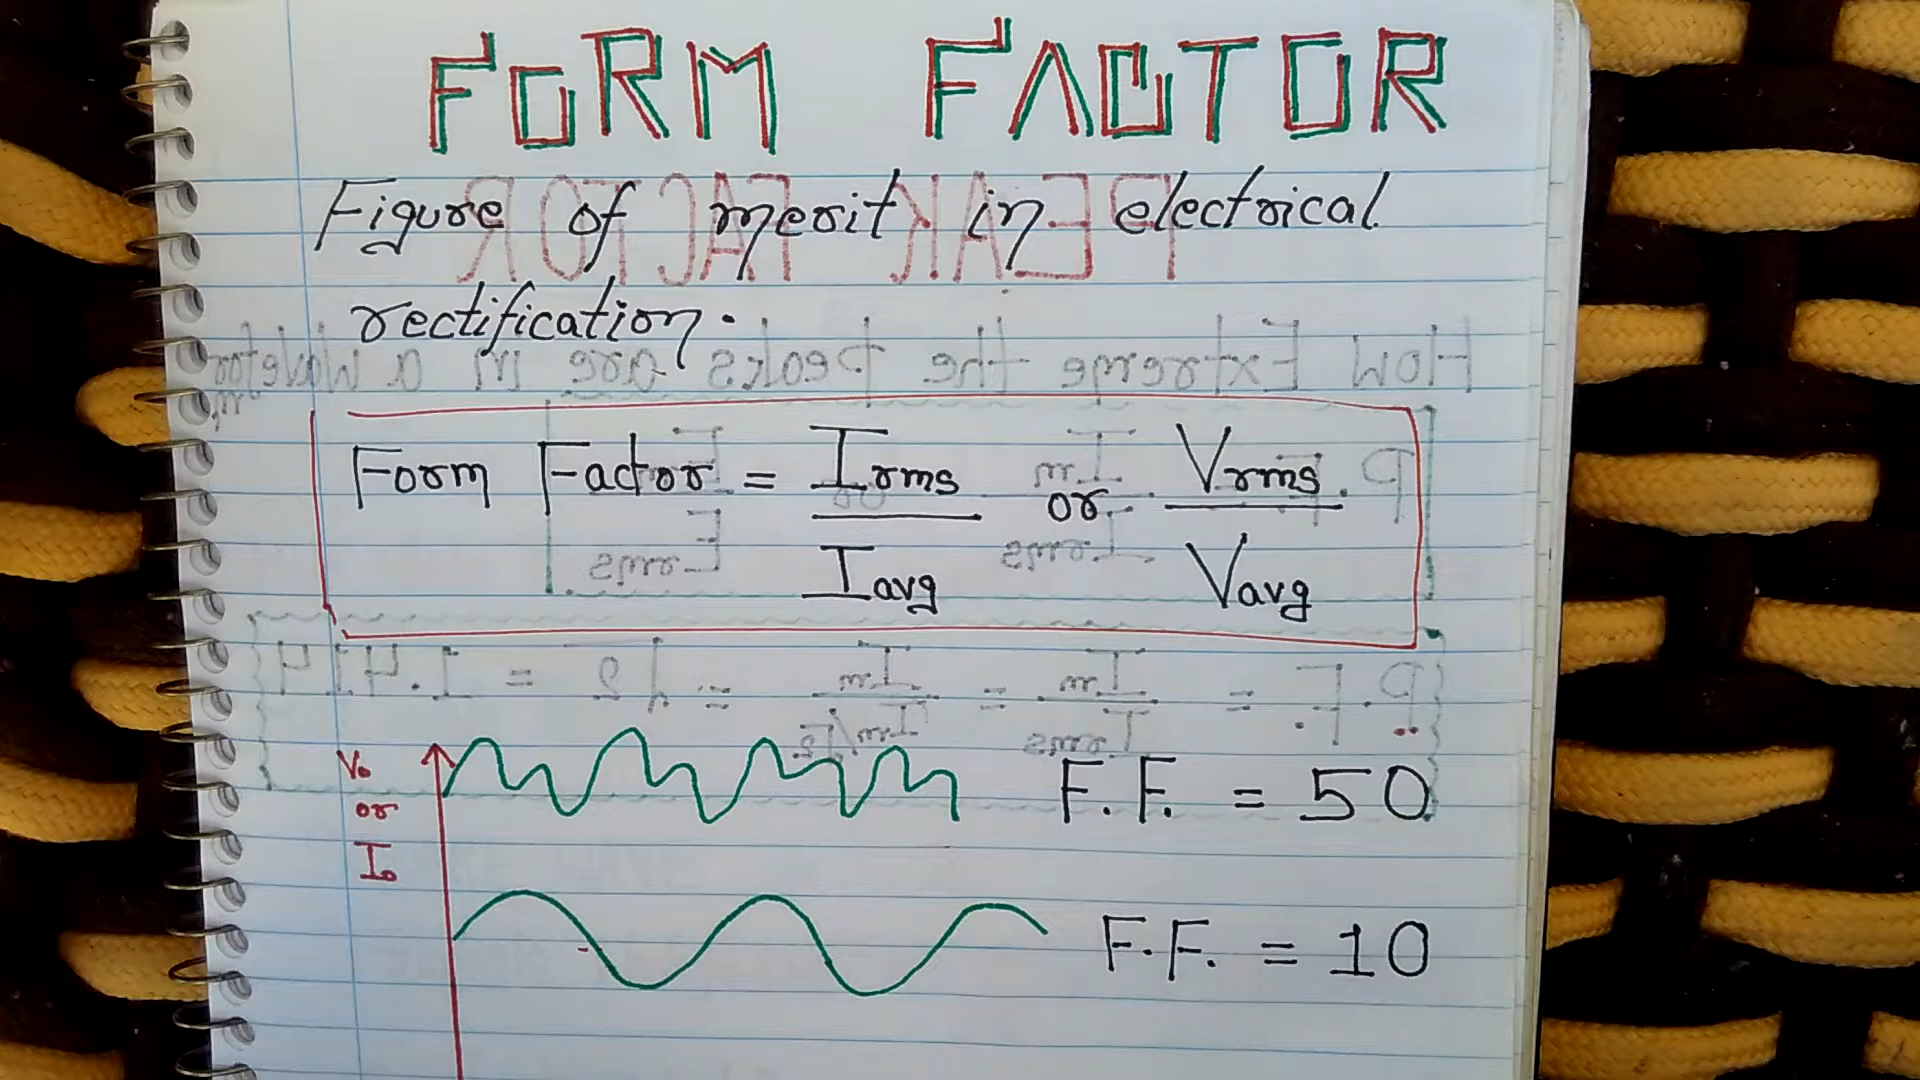 FORM FACTOR
Figure of merit in electrical
rectification.
Form Factor = Irms / Iavg or Vrms / Vavg
Vo
or
Io
F.F. = 50
F.F. = 10